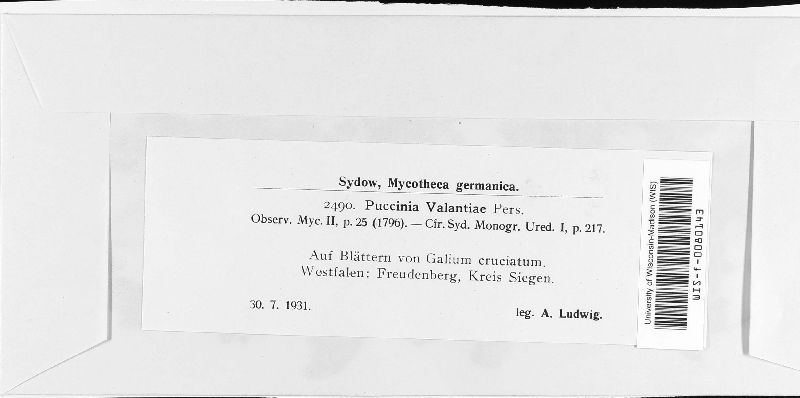 Sydow, Mycotheca germanica.
2490. Puccinia Valantiae Pers.
Observ. Myc. II, p. 25 (1796). — Cfr. Syd. Monogr. Ured. I, p. 217.
Auf Blättern von Galium cruciatum.
Westfalen: Freudenberg, Kreis Siegen.
30. 7. 1931.
leg. A. Ludwig.
University of Wisconsin-Madison (WIS)
WIS-f-0080143